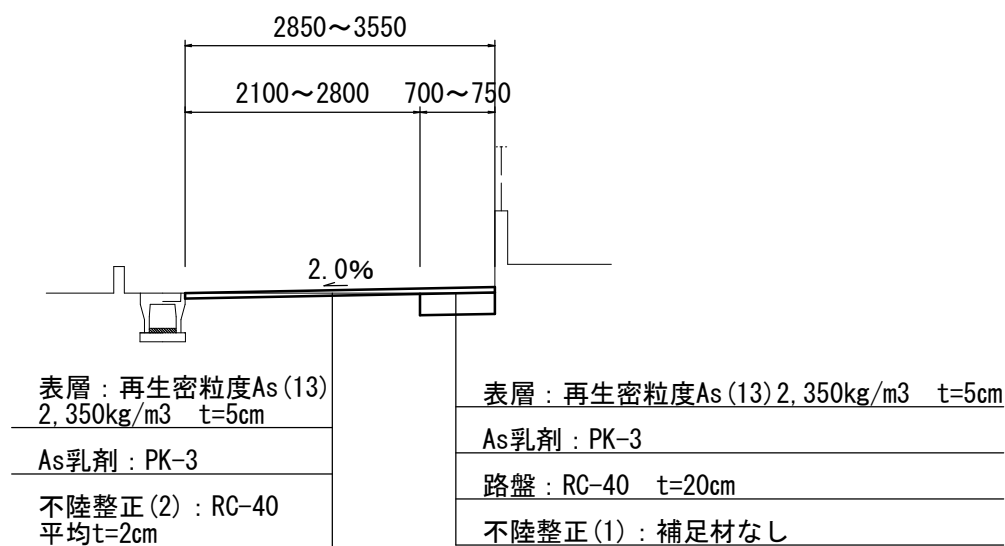 2850～3550
2100～2800
700～750
2.0%
表層：再生密粒度As(13)
2,350kg/m3 t=5cm
As乳剤：PK-3
不陸整正(2)：RC-40
平均t=2cm
表層：再生密粒度As(13)2,350kg/m3 t=5cm
As乳剤：PK-3
路盤：RC-40 t=20cm
不陸整正(1)：補足材なし